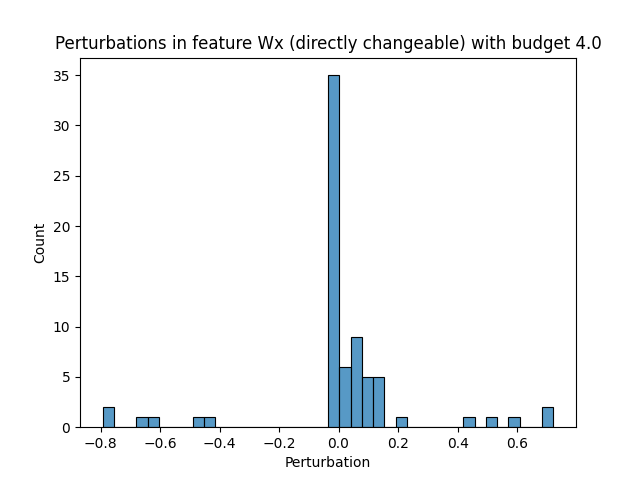 Perturbations in feature Wx (directly changeable) with budget 4.0
35
30
25
20
15
10
5
0
Count
−0.8 −0.6 −0.4 −0.2 0.0 0.2 0.4 0.6
Perturbation